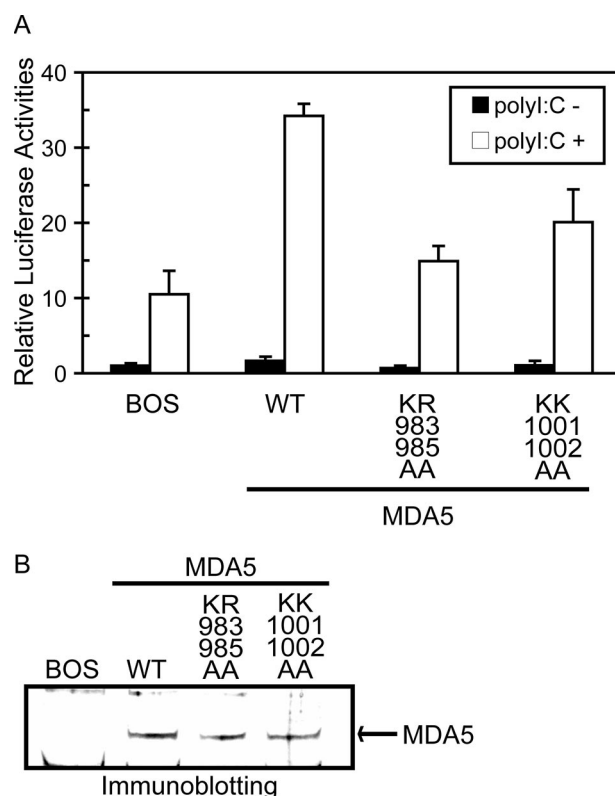 A
Relative Luciferase Activities
40
30
20
10
0
polyI:C -
polyI:C +
BOS
WT
KR
983
985
AA
KK
1001
1002
AA
MDA5
B
MDA5
KR
983
985
AA
KK
1001
1002
AA
BOS
WT
MDA5
Immunoblotting